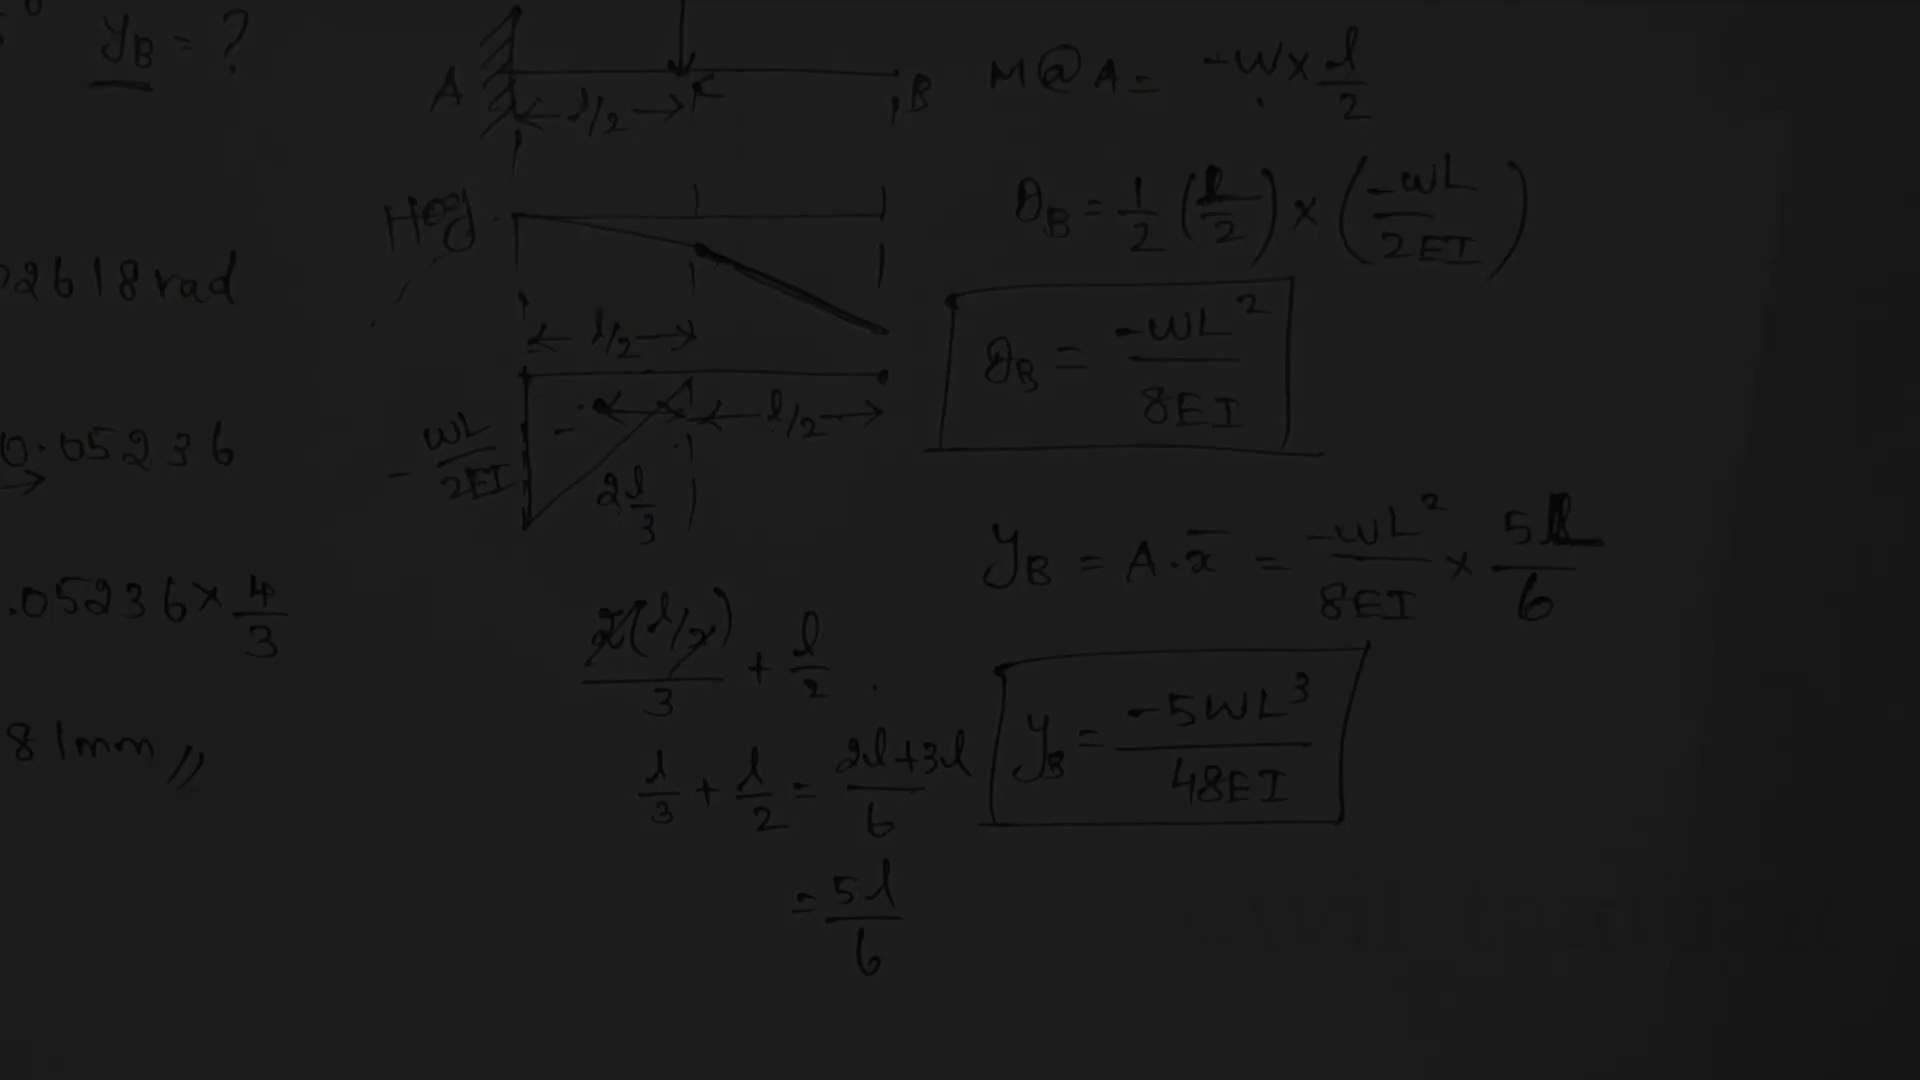 y_B = ?
2618 rad
0.05236
.05236 × 4/3
81mm //
A
C
B
l/2
Hog
l/2
l/2
- WL/2EI
2l/3
2(l/2)/3 + l/2
l/3 + l/2 = 2l+3l/6
= 5l/6
M@A = -W × l/2
θ_B = 1/2 (l/2) × (-WL/2EI)
θ_B = -WL²/8EI
y_B = A.x̄ = -WL²/8EI × 5l/6
y_B = -5WL³/48EI